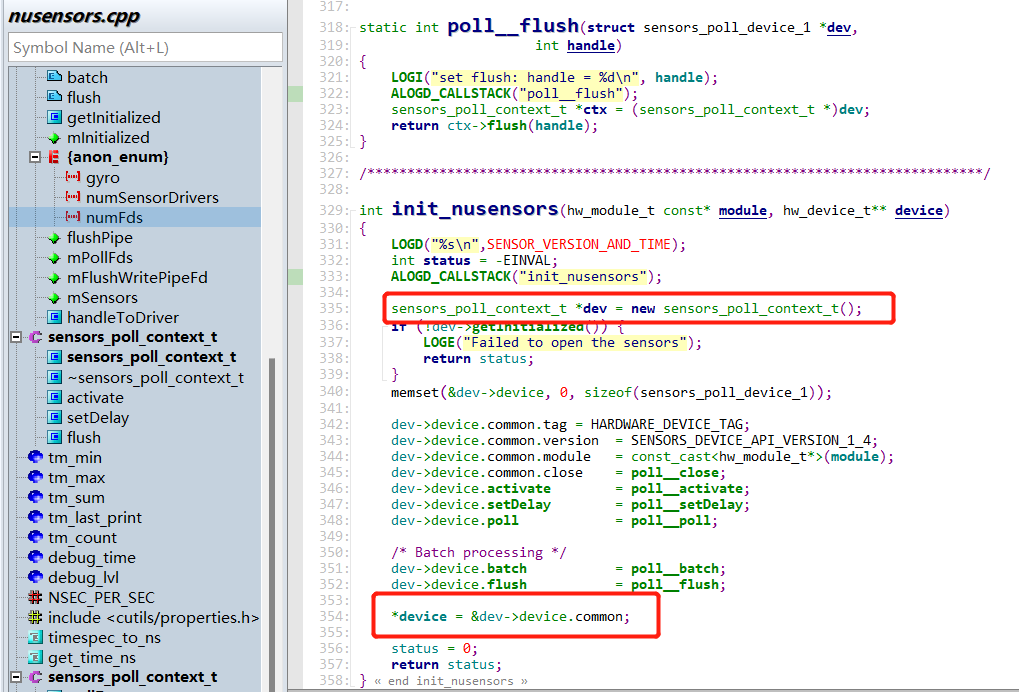 nusensors.cpp
Symbol Name (Alt+L)
batch
flush
getInitialized
mInitialized
{anon_enum}
gyro
numSensorDrivers
numFds
flushPipe
mPollFds
mFlushWritePipeFd
mSensors
handleToDriver
sensors_poll_context_t
sensors_poll_context_t
~sensors_poll_context_t
activate
setDelay
flush
tm_min
tm_max
tm_sum
tm_last_print
tm_count
debug_time
debug_lvl
NSEC_PER_SEC
include <cutils/properties.h>
timespec_to_ns
get_time_ns
sensors_poll_context_t
317:
318: static int poll__flush(struct sensors_poll_device_1 *dev,
319: int handle)
320: {
321: LOGI("set flush: handle = %d\n", handle);
322: ALOGD_CALLSTACK("poll__flush");
323: sensors_poll_context_t *ctx = (sensors_poll_context_t *)dev;
324: return ctx->flush(handle);
325: }
326:
327: /*****************************************************************************/
328:
329: int init_nusensors(hw_module_t const* module, hw_device_t** device)
330: {
331: LOGD("%s\n",SENSOR_VERSION_AND_TIME);
332: int status = -EINVAL;
333: ALOGD_CALLSTACK("init_nusensors");
334:
335: sensors_poll_context_t *dev = new sensors_poll_context_t();
336: if (!dev->getInitialized()) {
337: LOGE("Failed to open the sensors");
338: return status;
339: }
340: memset(&dev->device, 0, sizeof(sensors_poll_device_1));
341:
342: dev->device.common.tag = HARDWARE_DEVICE_TAG;
343: dev->device.common.version = SENSORS_DEVICE_API_VERSION_1_4;
344: dev->device.common.module = const_cast<hw_module_t*>(module);
345: dev->device.common.close = poll__close;
346: dev->device.activate = poll__activate;
347: dev->device.setDelay = poll__setDelay;
348: dev->device.poll = poll__poll;
349:
350: /* Batch processing */
351: dev->device.batch = poll__batch;
352: dev->device.flush = poll__flush;
353:
354: *device = &dev->device.common;
355:
356: status = 0;
357: return status;
358: } « end init_nusensors »